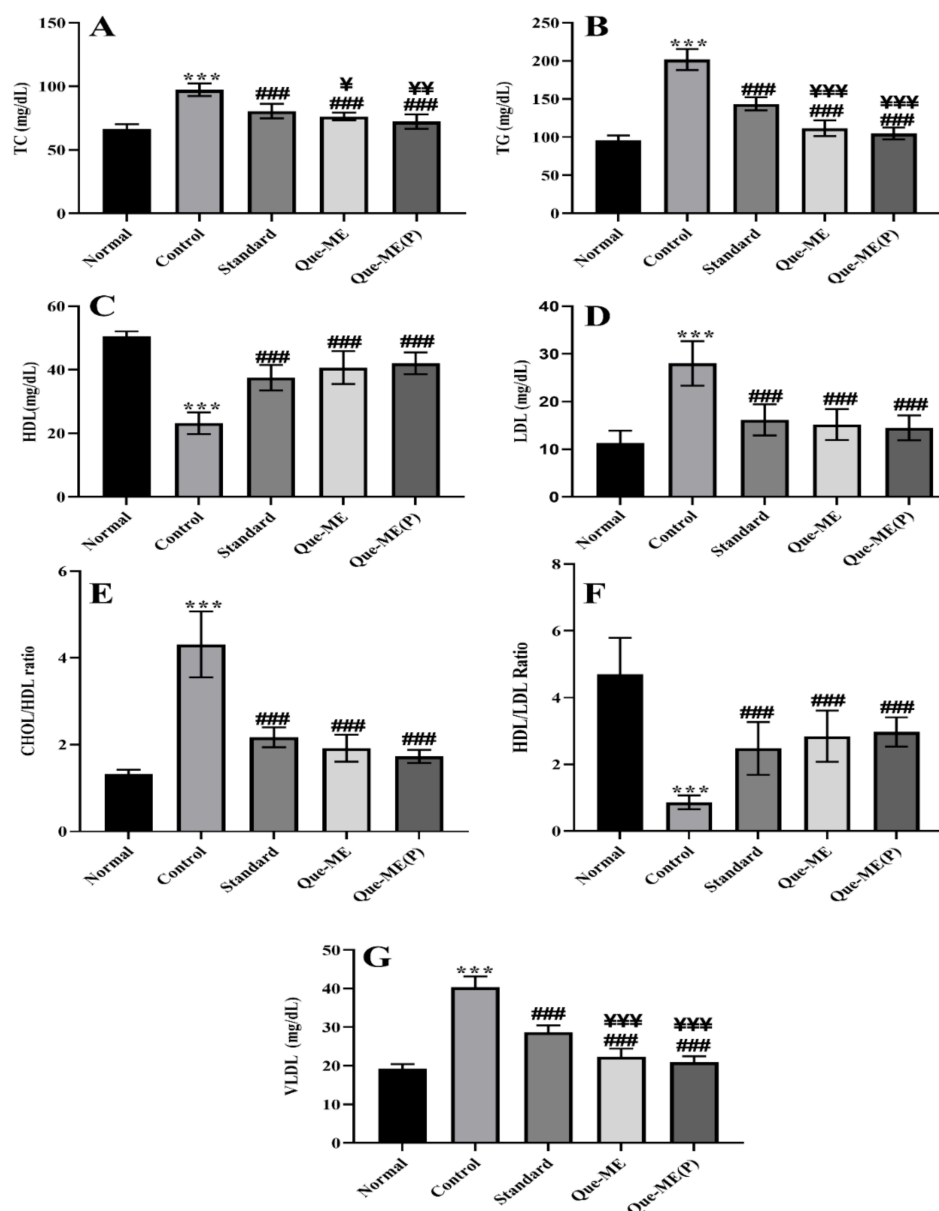 A
TC (mg/dL)
150
100
50
0
***
###
¥
###
¥¥
###
Normal
Control
Standard
Que-ME
Que-ME(P)
B
TG (mg/dL)
250
200
150
100
50
0
***
###
¥¥¥
###
¥¥¥
###
Normal
Control
Standard
Que-ME
Que-ME(P)
C
HDL(mg/dL)
60
40
20
0
***
###
###
###
Normal
Control
Standard
Que-ME
Que-ME(P)
D
LDL (mg/dL)
40
30
20
10
0
***
###
###
###
Normal
Control
Standard
Que-ME
Que-ME(P)
E
CHOL/HDL ratio
6
4
2
0
***
###
###
###
Normal
Control
Standard
Que-ME
Que-ME(P)
F
HDL/LDL Ratio
8
6
4
2
0
***
###
###
###
Normal
Control
Standard
Que-ME
Que-ME(P)
G
VLDL (mg/dL)
50
40
30
20
10
0
***
###
¥¥¥
###
¥¥¥
###
Normal
Control
Standard
Que-ME
Que-ME(P)